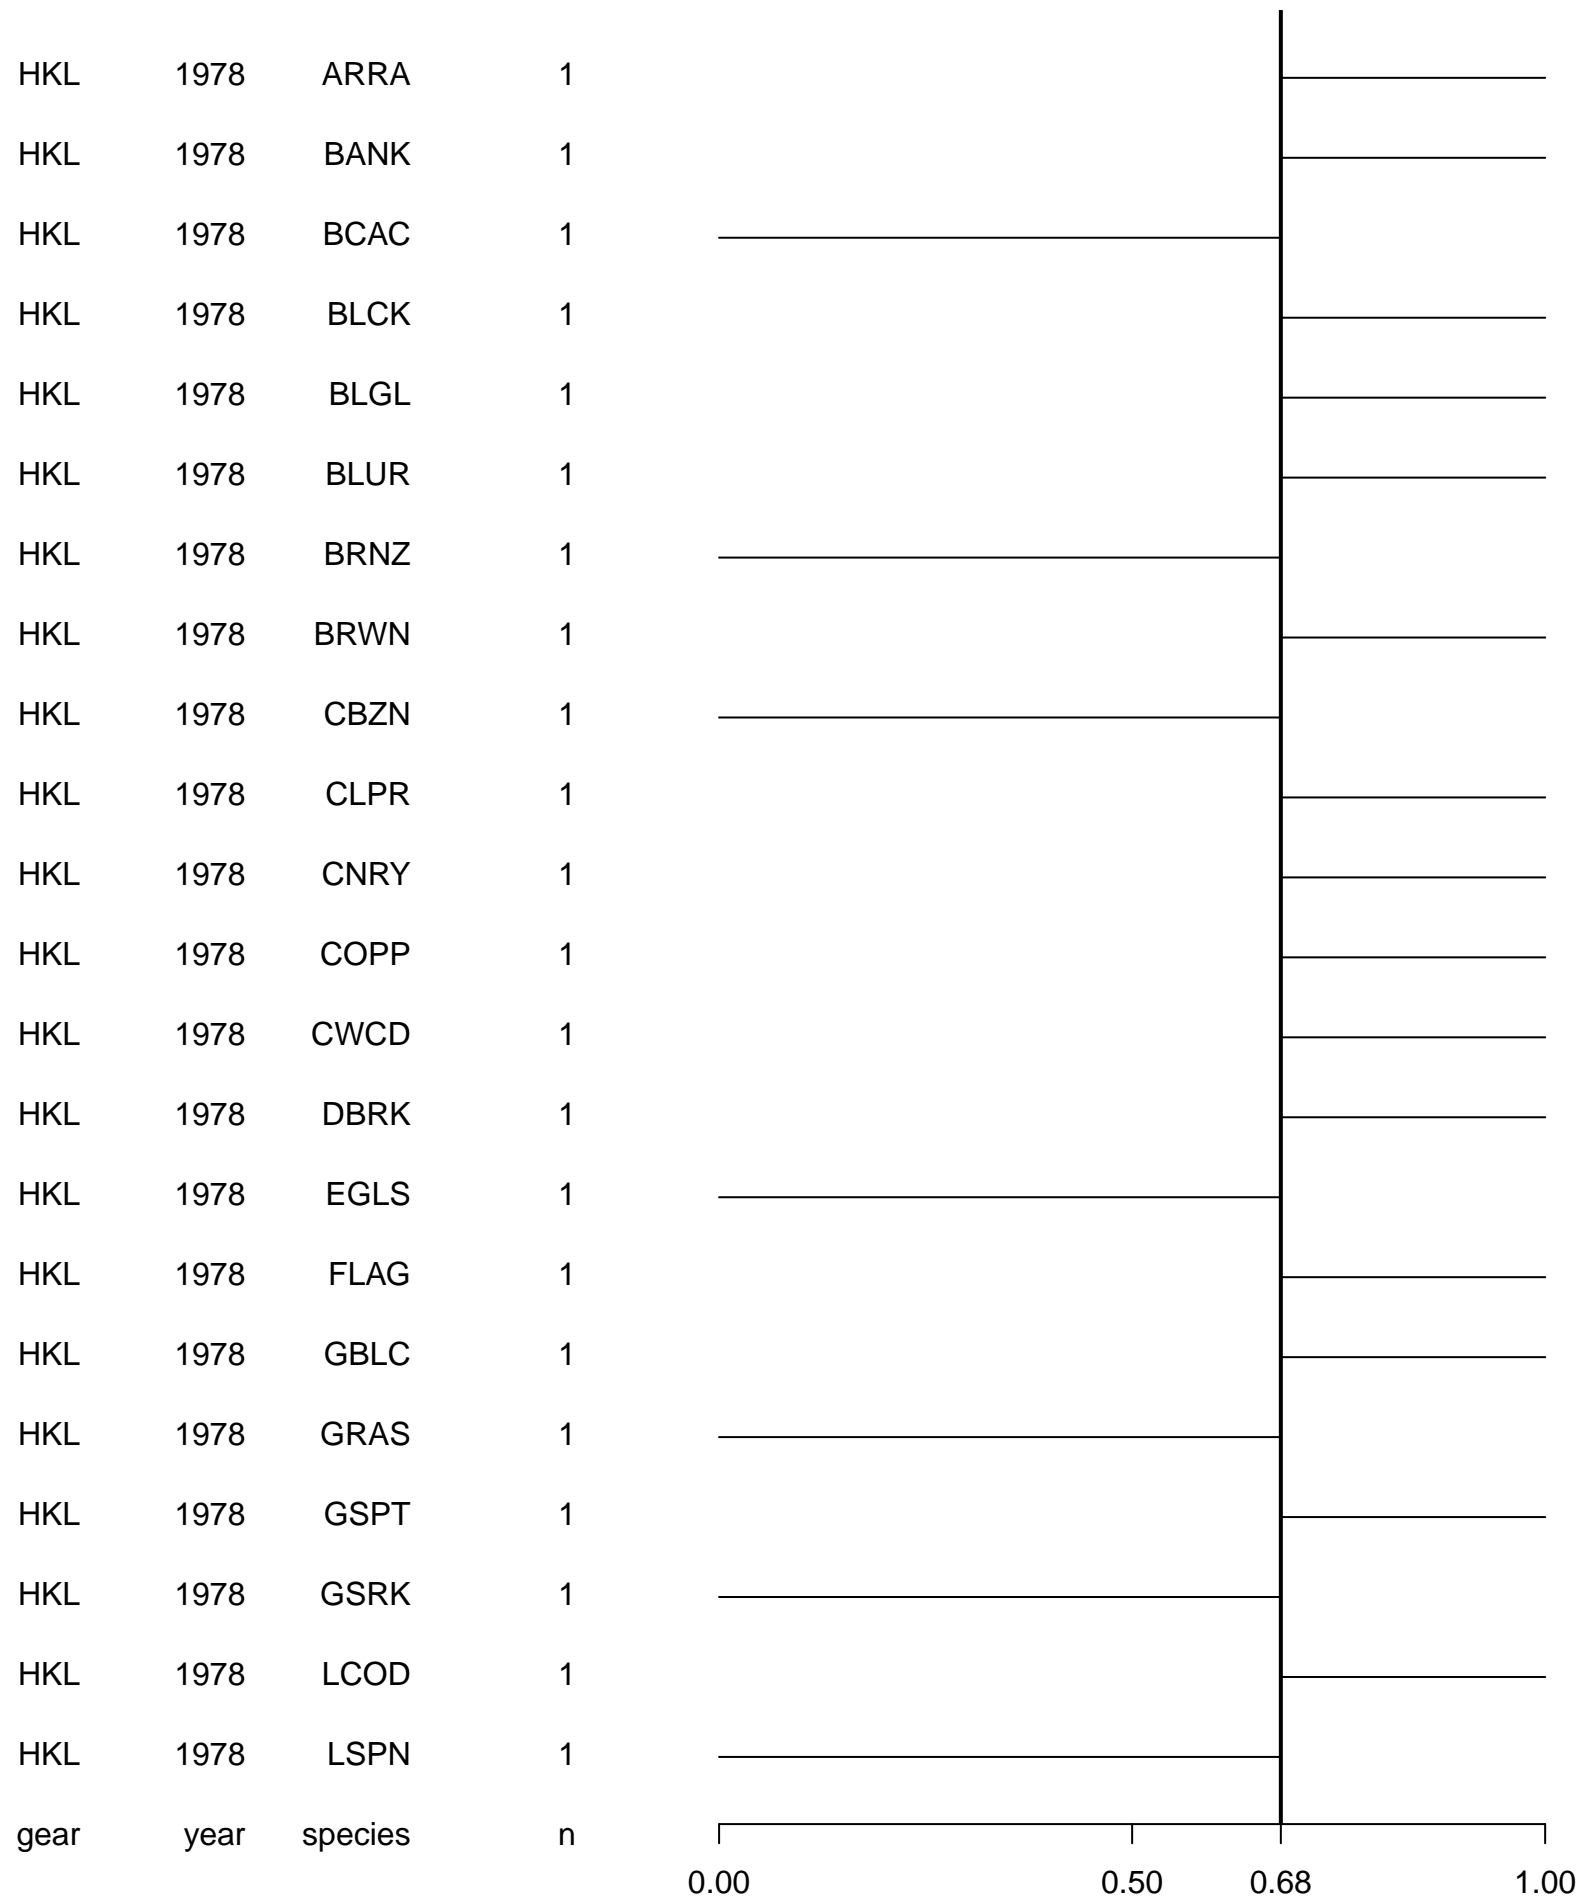 HKL 1978 ARRA 1
HKL 1978 BANK 1
HKL 1978 BCAC 1
HKL 1978 BLCK 1
HKL 1978 BLGL 1
HKL 1978 BLUR 1
HKL 1978 BRNZ 1
HKL 1978 BRWN 1
HKL 1978 CBZN 1
HKL 1978 CLPR 1
HKL 1978 CNRY 1
HKL 1978 COPP 1
HKL 1978 CWCD 1
HKL 1978 DBRK 1
HKL 1978 EGLS 1
HKL 1978 FLAG 1
HKL 1978 GBLC 1
HKL 1978 GRAS 1
HKL 1978 GSPT 1
HKL 1978 GSRK 1
HKL 1978 LCOD 1
HKL 1978 LSPN 1
gear year species n
0.00 0.50 0.68 1.00